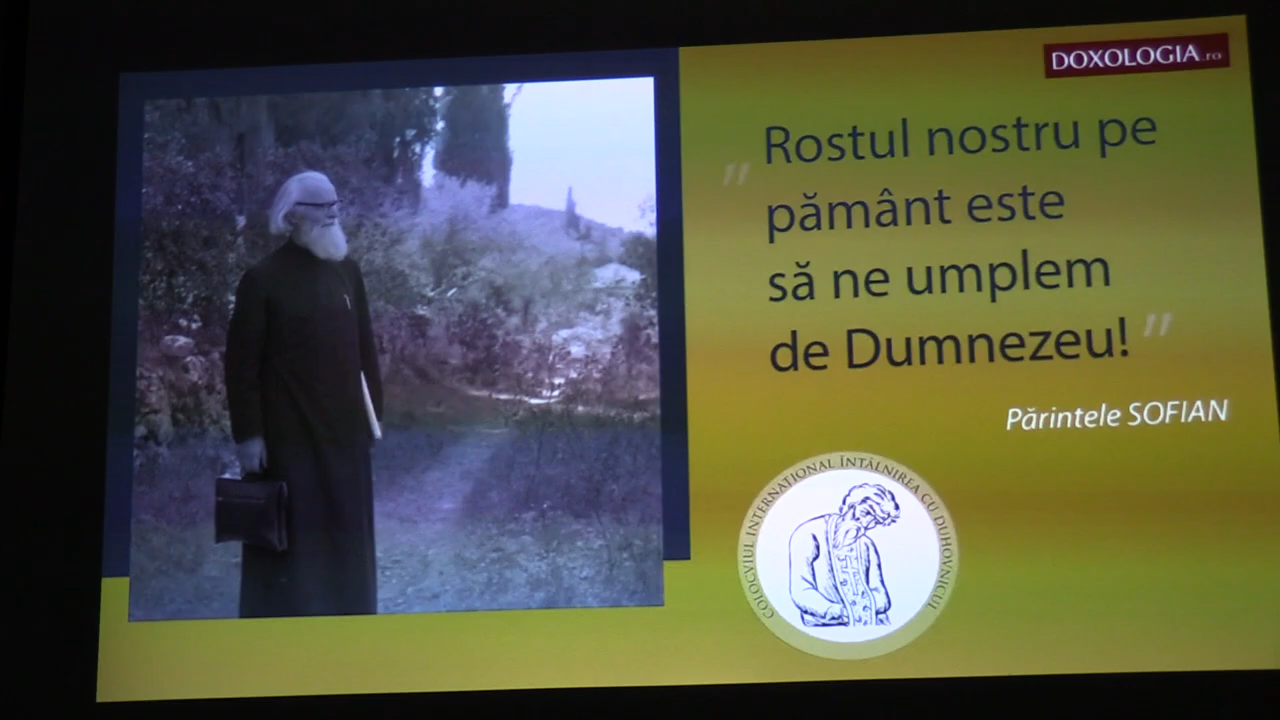 DOXOLOGIA.ro
„Rostul nostru pe
pământ este
să ne umplem
de Dumnezeu!”
Părintele SOFIAN
COLOCVIUL INTERNAȚIONAL ÎNTÂLNIREA CU DUHOVNICUL